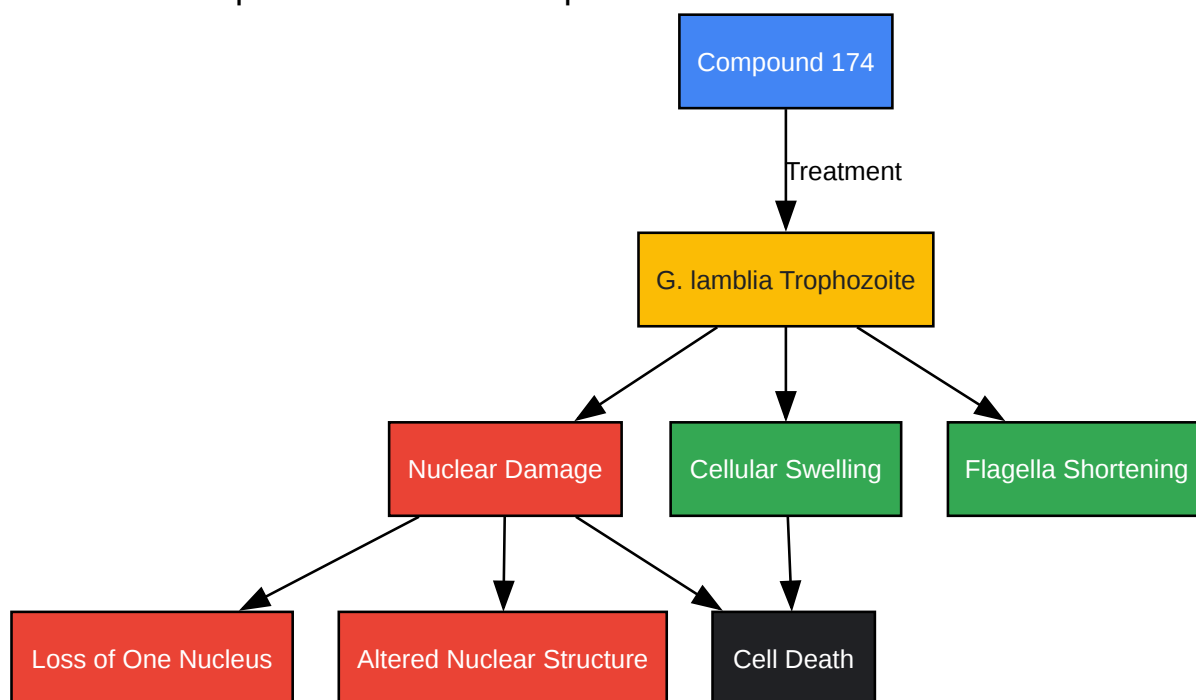 Compound 174
Treatment
G. lamblia Trophozoite
Nuclear Damage
Cellular Swelling
Flagella Shortening
Loss of One Nucleus
Altered Nuclear Structure
Cell Death